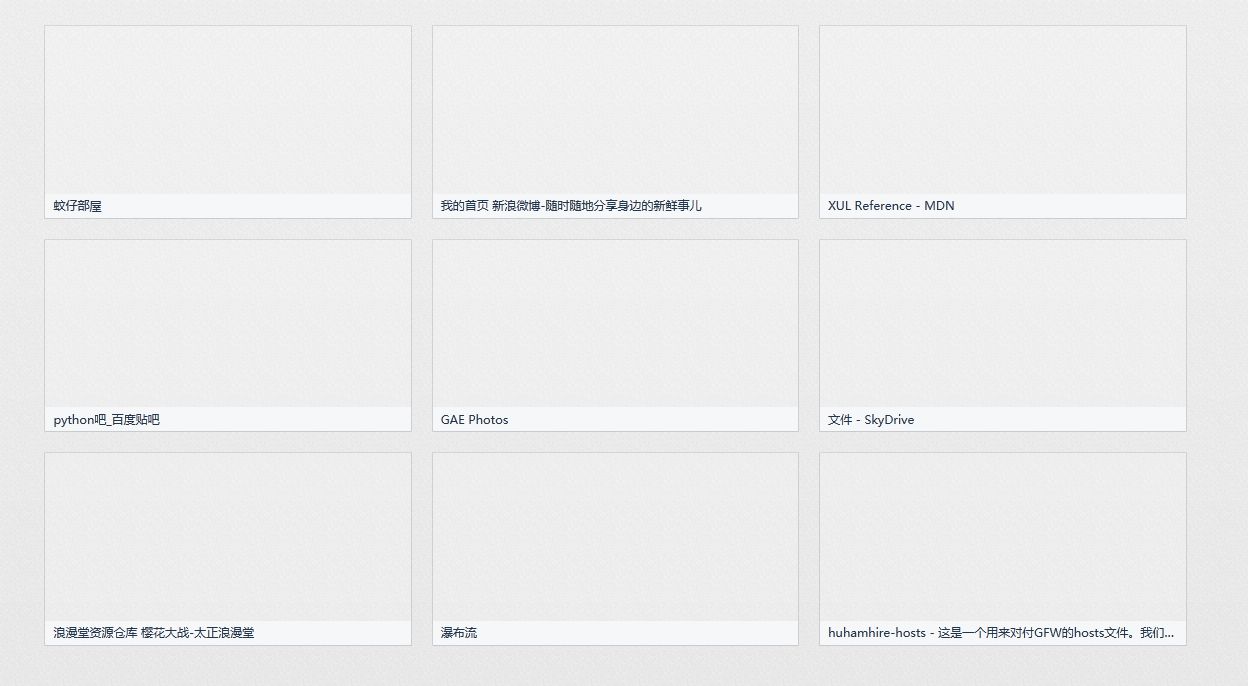 蚊仔部屋
我的首页 新浪微博-随时随地分享身边的新鲜事儿
XUL Reference - MDN
python吧_百度贴吧
GAE Photos
文件 - SkyDrive
浪漫堂资源仓库 樱花大战-太正浪漫堂
瀑布流
huhamhire-hosts - 这是一个用来对付GFW的hosts文件。我们...